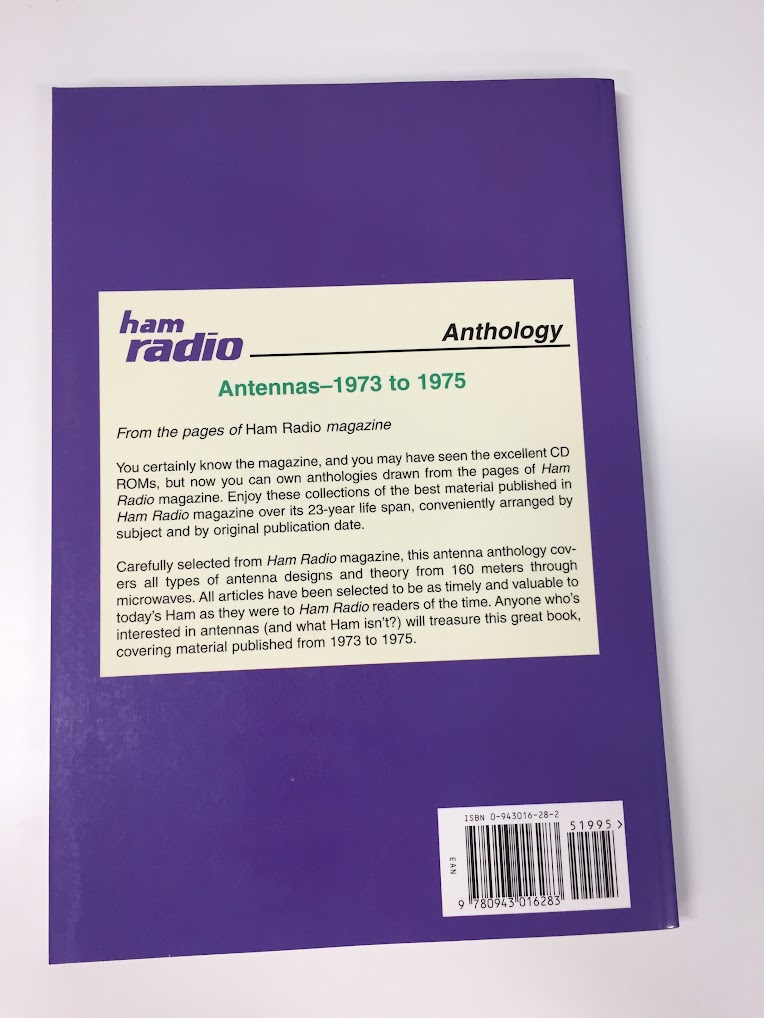 ham
radio
Anthology
Antennas–1973 to 1975
From the pages of Ham Radio magazine
You certainly know the magazine, and you may have seen the excellent CD
ROMs, but now you can own anthologies drawn from the pages of Ham
Radio magazine. Enjoy these collections of the best material published in
Ham Radio magazine over its 23-year life span, conveniently arranged by
subject and by original publication date.
Carefully selected from Ham Radio magazine, this antenna anthology cov-
ers all types of antenna designs and theory from 160 meters through
microwaves. All articles have been selected to be as timely and valuable to
today's Ham as they were to Ham Radio readers of the time. Anyone who's
interested in antennas (and what Ham isn't?) will treasure this great book,
covering material published from 1973 to 1975.
ISBN 0-943016-28-2
51995>
EAN
9 780943 016283